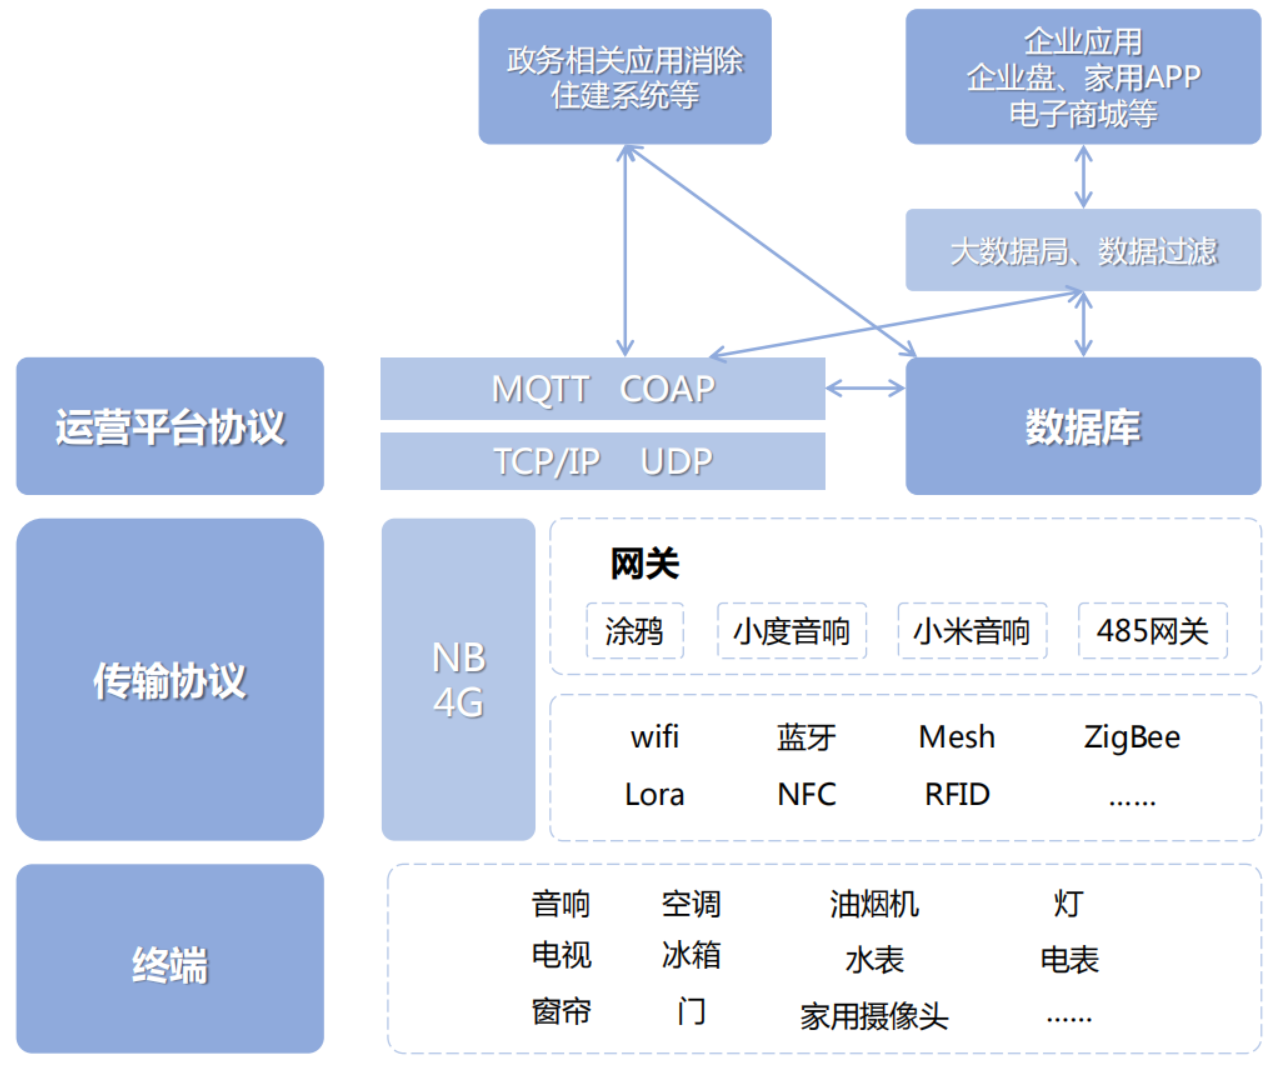 政务相关应用消除
住建系统等
企业应用
企业盘、家用APP
电子商城等
大数据局、数据过滤
运营平台协议
MQTT COAP
TCP/IP UDP
数据库
传输协议
NB
4G
网关
涂鸦 小度音响 小米音响 485网关
wifi 蓝牙 Mesh ZigBee
Lora NFC RFID ……
终端
音响 空调 油烟机 灯
电视 冰箱 水表 电表
窗帘 门 家用摄像头 ……